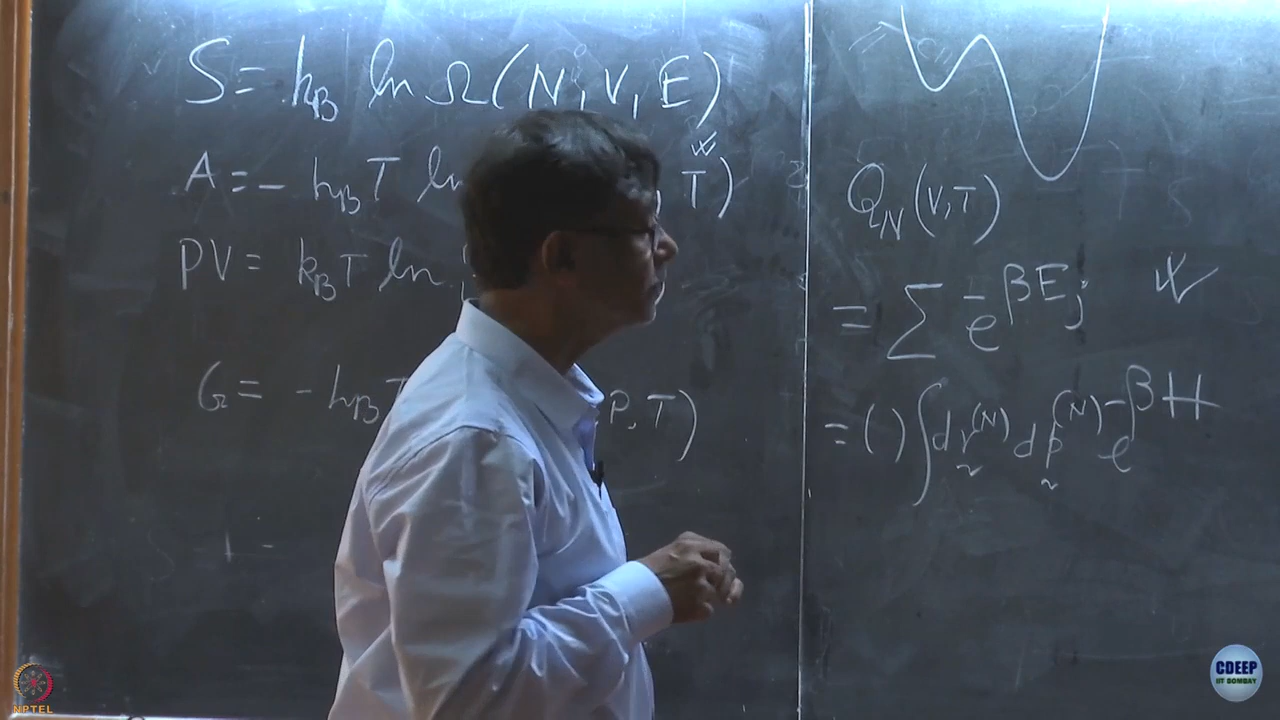 S = k_B ln Ω (N, V, E)
A = - k_B T ln , T)
PV = k_B T ln
G = - k_B T P, T)
Q_N (V, T)
= Σ e^-βE_j
= ( ) ∫ dr^(N) dp^(N) e^-βH
NPTEL
CDEEP
IIT BOMBAY